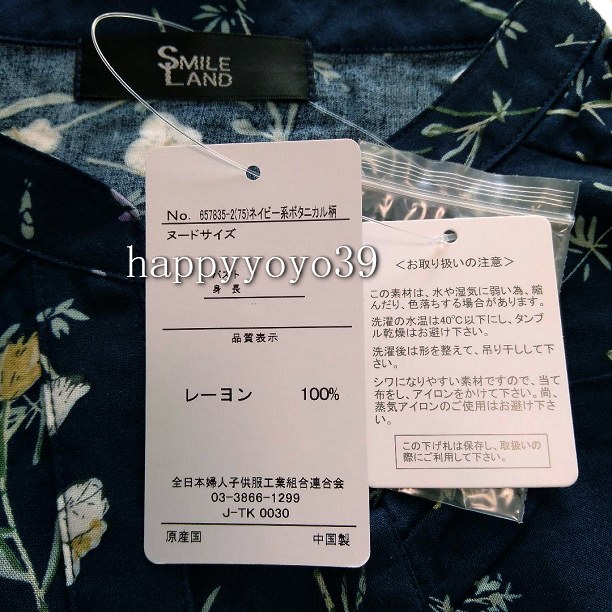 SMILE
LAND
No. 657835-2(75)ネイビー系ボタニカル柄
ヌードサイズ
happyyoyo39
バスト
身長
品質表示
レーヨン 100%
全日本婦人子供服工業組合連合会
03-3866-1299
J-TK 0030
原産国 中国製
<お取り扱いの注意>
この素材は、水や湿気に弱い為、縮
んだり、色落ちする場合があります。
洗濯の水温は40℃以下にし、タンブ
ル乾燥はお避け下さい。
洗濯後は形を整えて、吊り干しして下
さい。
シワになりやすい素材ですので、当て
布をし、アイロンをかけて下さい。尚、
蒸気アイロンのご使用はお避け下さ
い。
この下げ札は保存し、取扱いの
際にご利用して下さい。